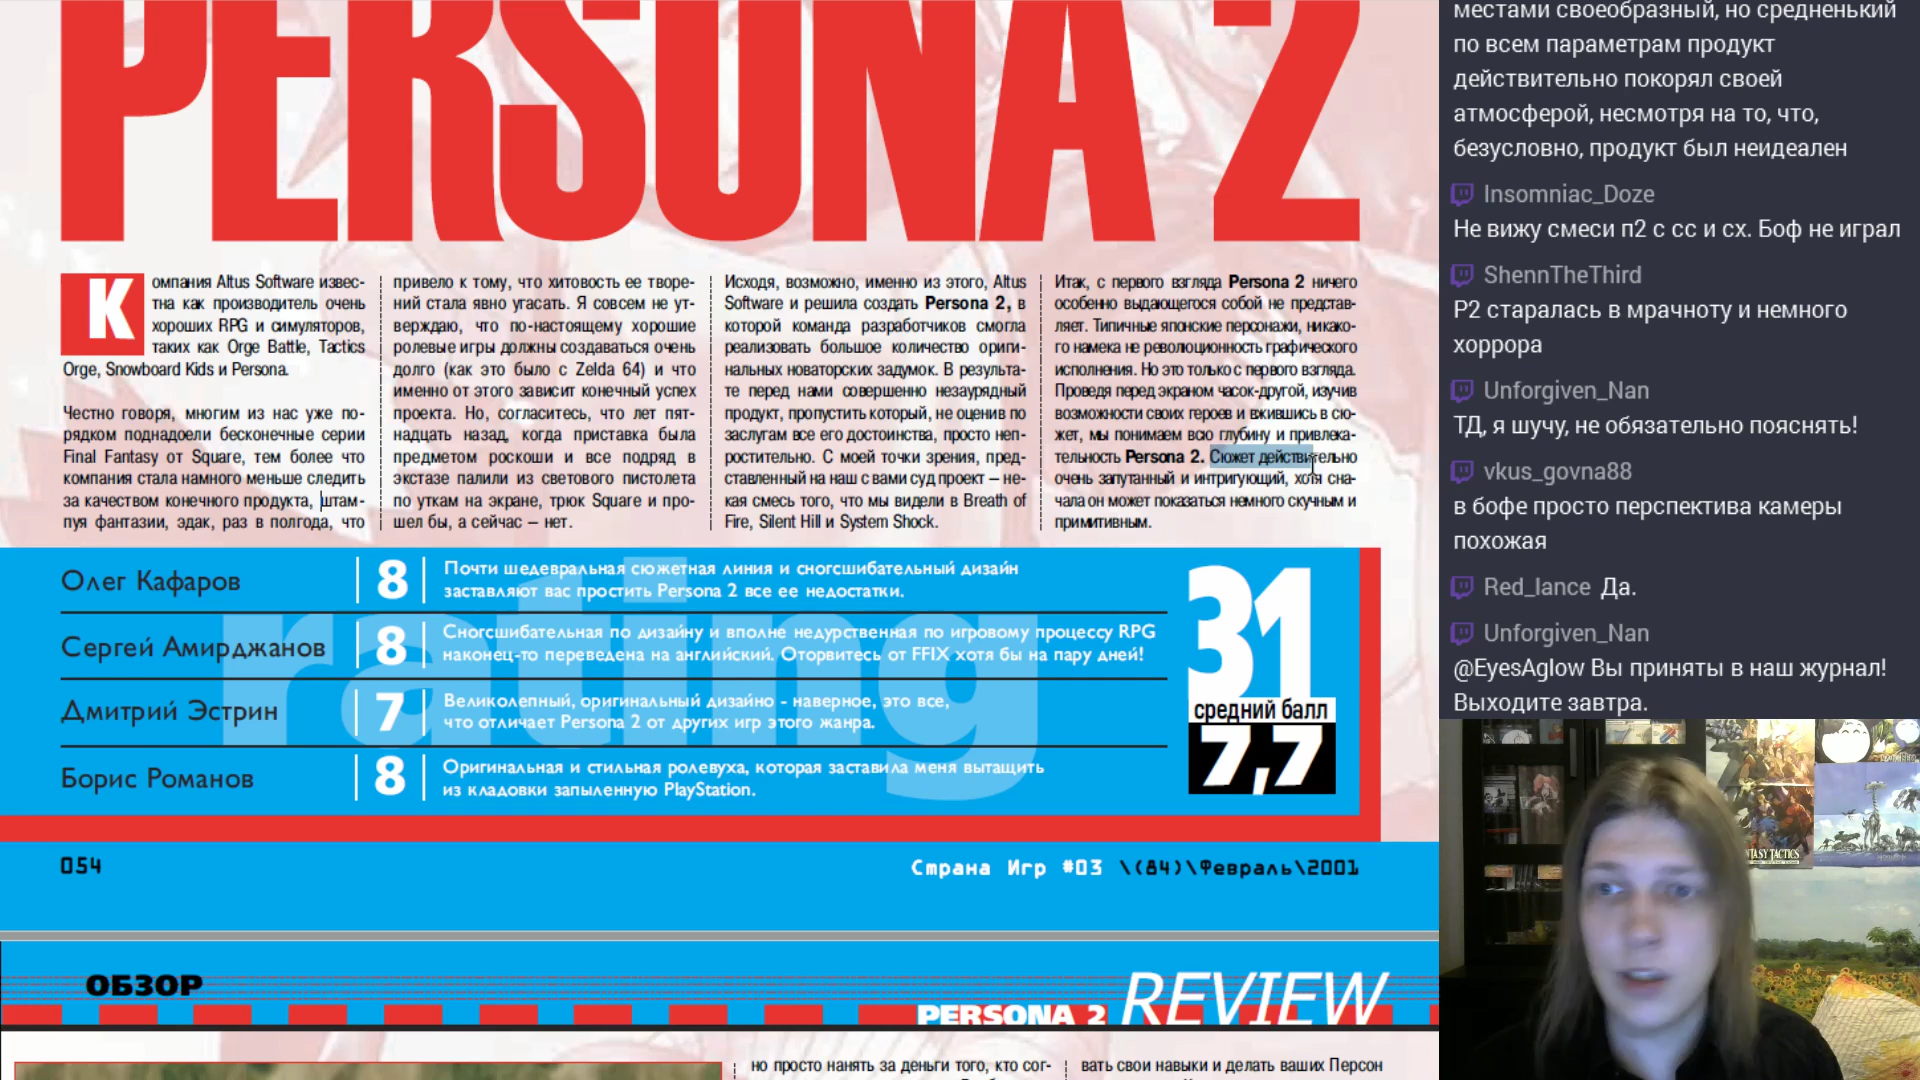 PERSONA 2
Компания Altus Software извес-
тна как производитель очень
хороших RPG и симуляторов,
таких как Orge Battle, Tactics
Orge, Snowboard Kids и Persona.
Честно говоря, многим из нас уже по-
рядком поднадоели бесконечные серии
Final Fantasy от Square, тем более что
компания стала намного меньше следить
за качеством конечного продукта, штам-
пуя фантазии, эдак, раз в полгода, что
привело к тому, что хитовость ее творе-
ний стала явно угасать. Я совсем не ут-
верждаю, что по-настоящему хорошие
ролевые игры должны создаваться очень
долго (как это было с Zelda 64) и что
именно от этого зависит конечный успех
проекта. Но, согласитесь, что лет пят-
надцать назад, когда приставка была
предметом роскоши и все подряд в
экстазе палили из светового пистолета
по уткам на экране, трюк Square и про-
шел бы, а сейчас – нет.
Исходя, возможно, именно из этого, Altus
Software и решила создать Persona 2, в
которой команда разработчиков смогла
реализовать большое количество ориги-
нальных новаторских задумок. В результа-
те перед нами совершенно незаурядный
продукт, пропустить который, не оценив по
заслугам все его достоинства, просто неп-
ростительно. С моей точки зрения, пред-
ставленный на наш с вами суд проект – не-
кая смесь того, что мы видели в Breath of
Fire, Silent Hill и System Shock.
Итак, с первого взгляда Persona 2 ничего
особенно выдающегося собой не представ-
ляет. Типичные японские персонажи, никако-
го намека не революционность графического
исполнения. Но это только с первого взгляда.
Проведя перед экраном часок-другой, изучив
возможности своих героев и вжившись в сю-
жет, мы понимаем всю глубину и привлека-
тельность Persona 2. Сюжет действительно
очень запутанный и интригующий, хотя сна-
чала он может показаться немного скучным и
примитивным.
rating
Олег Кафаров 8 Почти шедевральная сюжетная линия и сногсшибательный дизайн
заставляют вас простить Persona 2 все ее недостатки.
Сергей Амирджанов 8 Сногсшибательная по дизайну и вполне недурственная по игровому процессу RPG
наконец-то переведена на английский. Оторвитесь от FFIX хотя бы на пару дней!
Дмитрий Эстрин 7 Великолепный, оригинальный дизайно - наверное, это все,
что отличает Persona 2 от других игр этого жанра.
Борис Романов 8 Оригинальная и стильная ролевуха, которая заставила меня вытащить
из кладовки запыленную PlayStation.
31
средний балл
7,7
054
Страна Игр #03 \(84)\Февраль\2001
ОБЗОР
PERSONA 2 REVIEW
но просто нанять за деньги того, кто сог-
вать свои навыки и делать ваших Персон
местами своеобразный, но средненький
по всем параметрам продукт
действительно покорял своей
атмосферой, несмотря на то, что,
безусловно, продукт был неидеален
Insomniac_Doze
Не вижу смеси п2 с сс и сх. Боф не играл
ShennTheThird
P2 старалась в мрачноту и немного
хоррора
Unforgiven_Nan
ТД, я шучу, не обязательно пояснять!
vkus_govna88
в бофе просто перспектива камеры
похожая
Red_lance Да.
Unforgiven_Nan
@EyesAglow Вы приняты в наш журнал!
Выходите завтра.
TACTICS